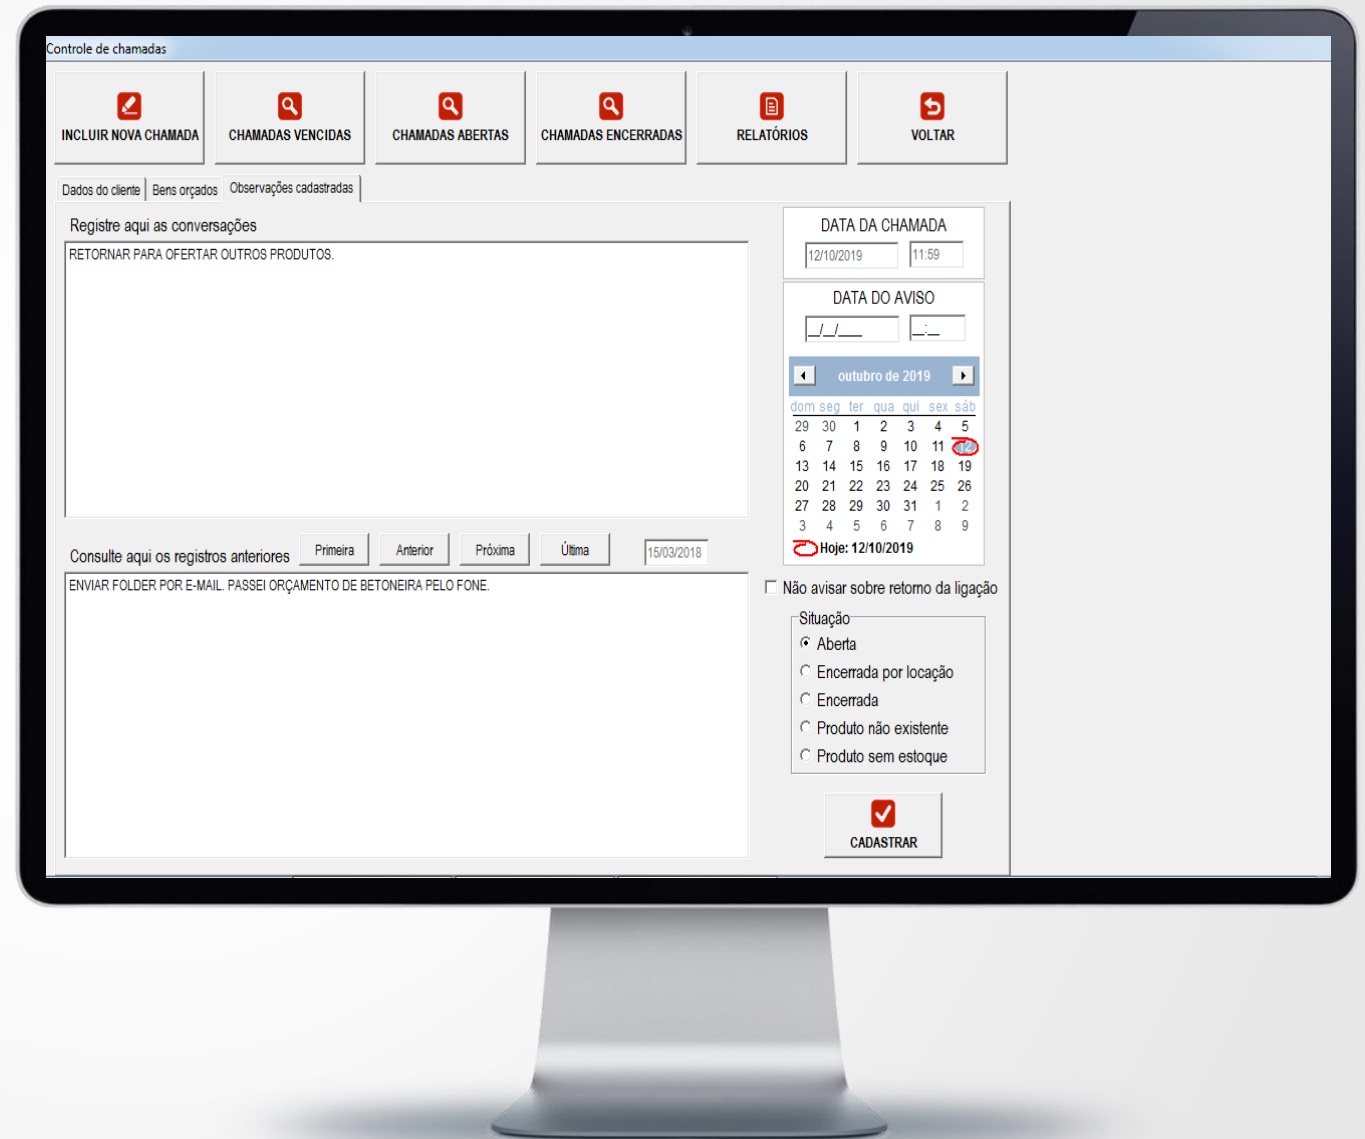 Controle de chamadas
INCLUIR NOVA CHAMADA
CHAMADAS VENCIDAS
CHAMADAS ABERTAS
CHAMADAS ENCERRADAS
RELATÓRIOS
VOLTAR
Dados do cliente
Bens orçados
Observações cadastradas
Registre aqui as conversações
RETORNAR PARA OFERTAR OUTROS PRODUTOS.
DATA DA CHAMADA
12/10/2019 11:59
DATA DO AVISO
__/__/____ __:__
outubro de 2019
dom seg ter qua qui sex sáb
29 30 1 2 3 4 5
6 7 8 9 10 11 12
13 14 15 16 17 18 19
20 21 22 23 24 25 26
27 28 29 30 31 1 2
3 4 5 6 7 8 9
Hoje: 12/10/2019
Consulte aqui os registros anteriores
Primeira
Anterior
Próxima
Última
15/03/2018
ENVIAR FOLDER POR E-MAIL. PASSEI ORÇAMENTO DE BETONEIRA PELO FONE.
Não avisar sobre retorno da ligação
Situação
Aberta
Encerrada por locação
Encerrada
Produto não existente
Produto sem estoque
CADASTRAR